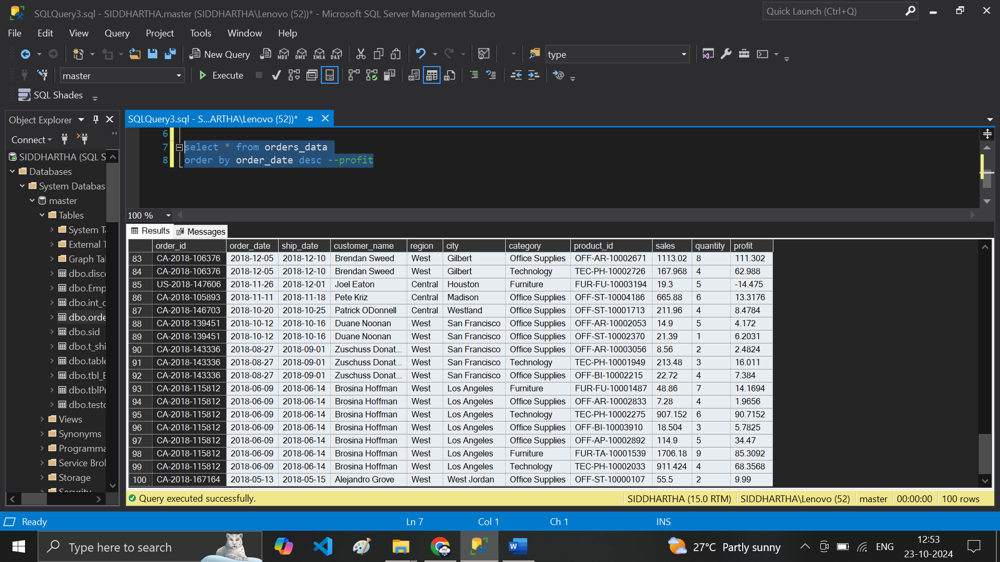 SQLQuery3.sql - SIDDHARTHA.master (SIDDHARTHA\Lenovo (52))* - Microsoft SQL Server Management Studio
Quick Launch (Ctrl+Q)
File Edit View Query Project Tools Window Help
New Query MDX DMX XMLA DAX type
master Execute
SQL Shades
Object Explorer
Connect
SIDDHARTHA (SQL S
Databases
System Databas
master
Tables
System Ta
External T
Graph Tal
dbo.disco
dbo.Emp
dbo.int_c
dbo.orde
dbo.sid
dbo.t_shi
dbo.table
dbo.tbl_E
dbo.tblPr
dbo.testc
Views
Synonyms
Programma
Service Brol
Storage
Security
SQLQuery3.sql - S...ARTHA\Lenovo (52))*
6
7 select * from orders_data
8 order by order_date desc --profit
100 %
Results Messages
order_id order_date ship_date customer_name region city category product_id sales quantity profit
83 CA-2018-106376 2018-12-05 2018-12-10 Brendan Sweed West Gilbert Office Supplies OFF-AR-10002671 1113.02 8 111.302
84 CA-2018-106376 2018-12-05 2018-12-10 Brendan Sweed West Gilbert Technology TEC-PH-10002726 167.968 4 62.988
85 US-2018-147606 2018-11-26 2018-12-01 Joel Eaton Central Houston Furniture FUR-FU-10003194 19.3 5 -14.475
86 CA-2018-105893 2018-11-11 2018-11-18 Pete Kriz Central Madison Office Supplies OFF-ST-10004186 665.88 6 13.3176
87 CA-2018-146703 2018-10-20 2018-10-25 Patrick ODonnell Central Westland Office Supplies OFF-ST-10001713 211.96 4 8.4784
88 CA-2018-139451 2018-10-12 2018-10-16 Duane Noonan West San Francisco Office Supplies OFF-AR-10002053 14.9 5 4.172
89 CA-2018-139451 2018-10-12 2018-10-16 Duane Noonan West San Francisco Office Supplies OFF-ST-10002370 21.39 1 6.2031
90 CA-2018-143336 2018-08-27 2018-09-01 Zuschuss Donat... West San Francisco Office Supplies OFF-AR-10003056 8.56 2 2.4824
91 CA-2018-143336 2018-08-27 2018-09-01 Zuschuss Donat... West San Francisco Technology TEC-PH-10001949 213.48 3 16.011
92 CA-2018-143336 2018-08-27 2018-09-01 Zuschuss Donat... West San Francisco Office Supplies OFF-BI-10002215 22.72 4 7.384
93 CA-2018-115812 2018-06-09 2018-06-14 Brosina Hoffman West Los Angeles Furniture FUR-FU-10001487 48.86 7 14.1694
94 CA-2018-115812 2018-06-09 2018-06-14 Brosina Hoffman West Los Angeles Office Supplies OFF-AR-10002833 7.28 4 1.9656
95 CA-2018-115812 2018-06-09 2018-06-14 Brosina Hoffman West Los Angeles Technology TEC-PH-10002275 907.152 6 90.7152
96 CA-2018-115812 2018-06-09 2018-06-14 Brosina Hoffman West Los Angeles Office Supplies OFF-BI-10003910 18.504 3 5.7825
97 CA-2018-115812 2018-06-09 2018-06-14 Brosina Hoffman West Los Angeles Office Supplies OFF-AP-10002892 114.9 5 34.47
98 CA-2018-115812 2018-06-09 2018-06-14 Brosina Hoffman West Los Angeles Furniture FUR-TA-10001539 1706.18 9 85.3092
99 CA-2018-115812 2018-06-09 2018-06-14 Brosina Hoffman West Los Angeles Technology TEC-PH-10002033 911.424 4 68.3568
100 CA-2018-167164 2018-05-13 2018-05-15 Alejandro Grove West West Jordan Office Supplies OFF-ST-10000107 55.5 2 9.99
Query executed successfully. SIDDHARTHA (15.0 RTM) SIDDHARTHA\Lenovo (52) master 00:00:00 100 rows
Ready Ln 7 Col 1 Ch 1 INS
Type here to search 27°C Partly sunny ENG 12:53
23-10-2024